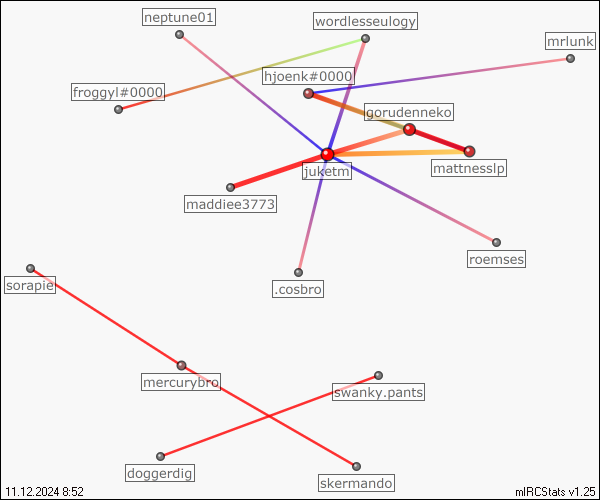 neptune01
wordlesseulogy
mrlunk
hjoenk#0000
froggyl#0000
gorudenneko
juketm
mattnesslp
maddiee3773
roemses
sorapie
.cosbro
mercurybro
swanky.pants
doggerdig
skermando
11.12.2024 8:52
mIRCStats v1.25